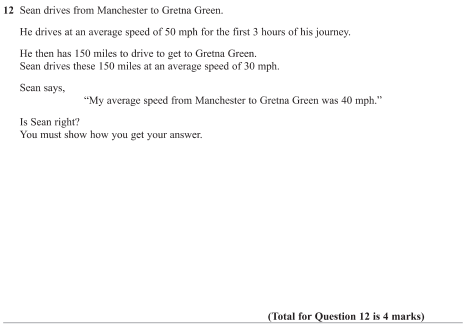 12 Sean drives from Manchester to Gretna Green.
He drives at an average speed of 50 mph for the first 3 hours of his journey.
He then has 150 miles to drive to get to Gretna Green.
Sean drives these 150 miles at an average speed of 30 mph.
Sean says,
“My average speed from Manchester to Gretna Green was 40 mph.”
Is Sean right?
You must show how you get your answer.
(Total for Question 12 is 4 marks)